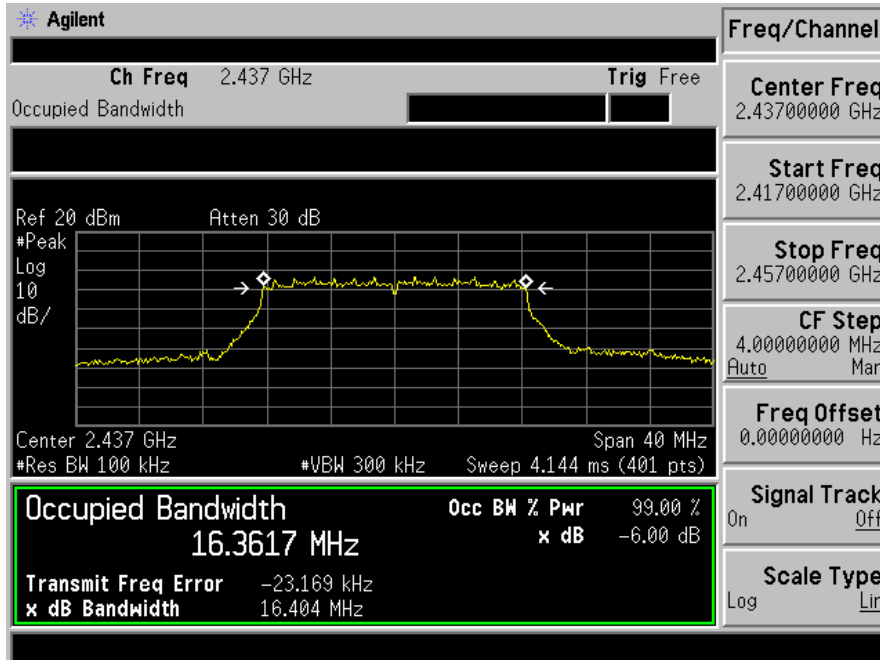 Agilent
Freq/Channel
Ch Freq 2.437 GHz Trig Free
Occupied Bandwidth
Center Freq
2.43700000 GHz
Start Freq
2.41700000 GHz
Stop Freq
2.45700000 GHz
CF Step
4.00000000 MHz
Auto Man
Freq Offset
0.00000000 Hz
Signal Track
On Off
Scale Type
Log Lin
Ref 20 dBm Atten 30 dB
#Peak
Log
10
dB/
Center 2.437 GHz Span 40 MHz
#Res BW 100 kHz #VBW 300 kHz Sweep 4.144 ms (401 pts)
Occupied Bandwidth Occ BW % Pwr 99.00 %
16.3617 MHz x dB -6.00 dB
Transmit Freq Error -23.169 kHz
x dB Bandwidth 16.404 MHz